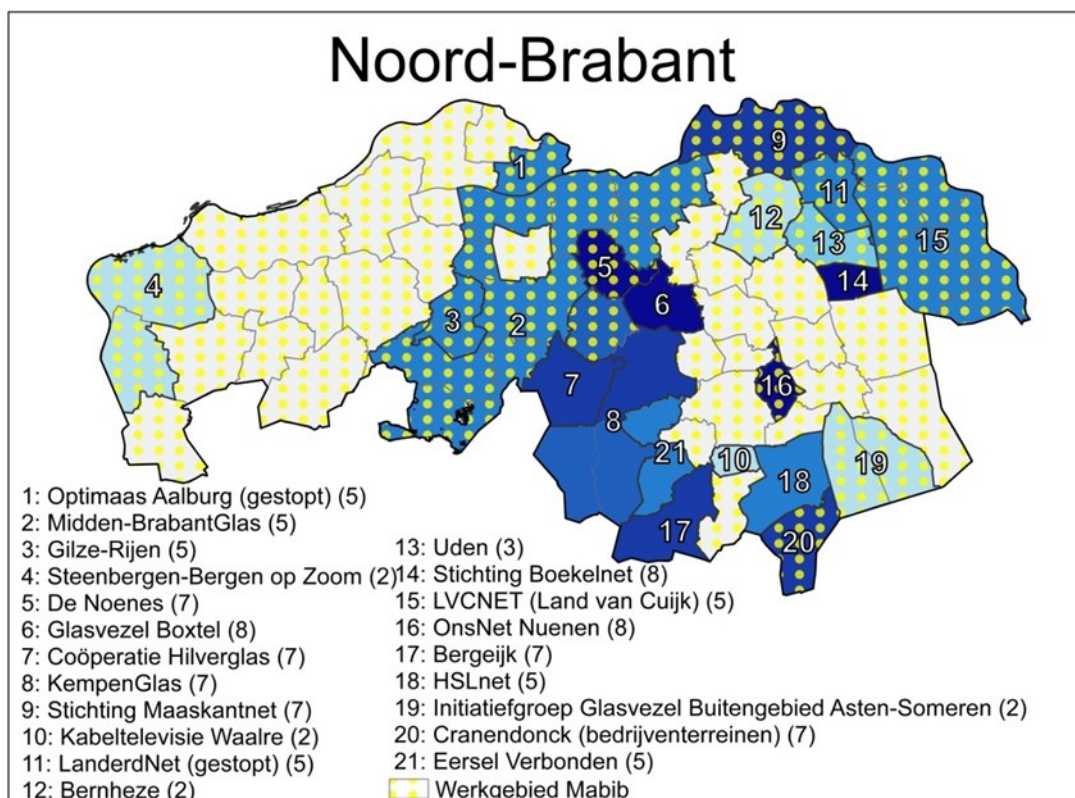 Noord-Brabant
9
1
11
12
13
15
4
5
14
6
3
2
7
16
8
21
10
18
19
17
20
1: Optimaas Aalburg (gestopt) (5)
2: Midden-BrabantGlas (5)
3: Gilze-Rijen (5)
4: Steenbergen-Bergen op Zoom (2)
5: De Noenes (7)
6: Glasvezel Boxtel (8)
7: Coöperatie Hilverglas (7)
8: KempenGlas (7)
9: Stichting Maaskantnet (7)
10: Kabeltelevisie Waalre (2)
11: LanderdNet (gestopt) (5)
12: Bernheze (2)
13: Uden (3)
14: Stichting Boekelnet (8)
15: LVCNET (Land van Cuijk) (5)
16: OnsNet Nuenen (8)
17: Bergeijk (7)
18: HSLnet (5)
19: Initiatiefgroep Glasvezel Buitengebied Asten-Someren (2)
20: Cranendonck (bedrijventerreinen) (7)
21: Eersel Verbonden (5)
Werkgebied Mabib